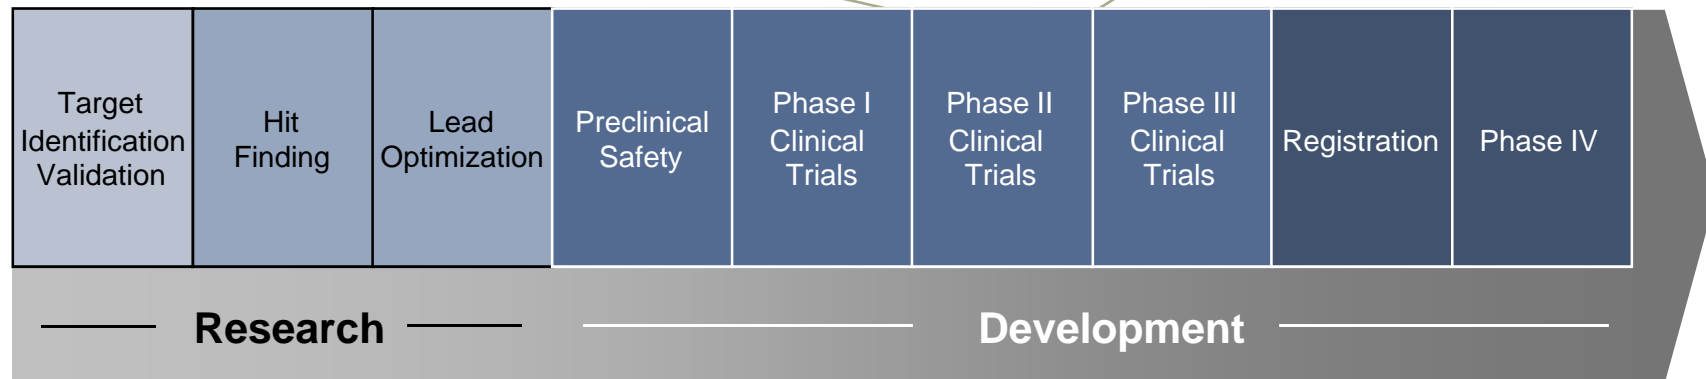 Target
Identification
Validation
Hit
Finding
Lead
Optimization
Preclinical
Safety
Phase I
Clinical
Trials
Phase II
Clinical
Trials
Phase III
Clinical
Trials
Registration
Phase IV
Research
Development